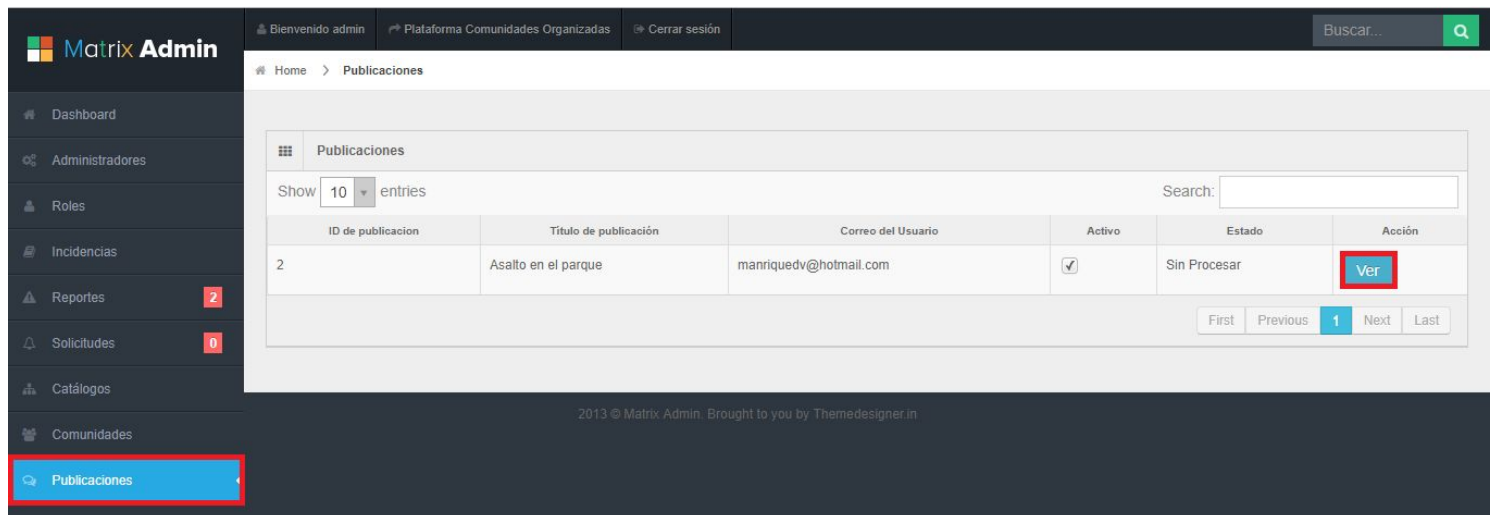 Matrix Admin
Bienvenido admin Plataforma Comunidades Organizadas Cerrar sesión Buscar...
Home > Publicaciones
Dashboard
Administradores
Roles
Incidencias
Reportes 2
Solicitudes 0
Catálogos
Comunidades
Publicaciones
Publicaciones
Show 10 entries Search:
ID de publicacion Título de publicación Correo del Usuario Activo Estado Acción
2 Asalto en el parque manriquedv@hotmail.com Sin Procesar Ver
First Previous 1 Next Last
2013 © Matrix Admin. Brought to you by Themedesigner.in